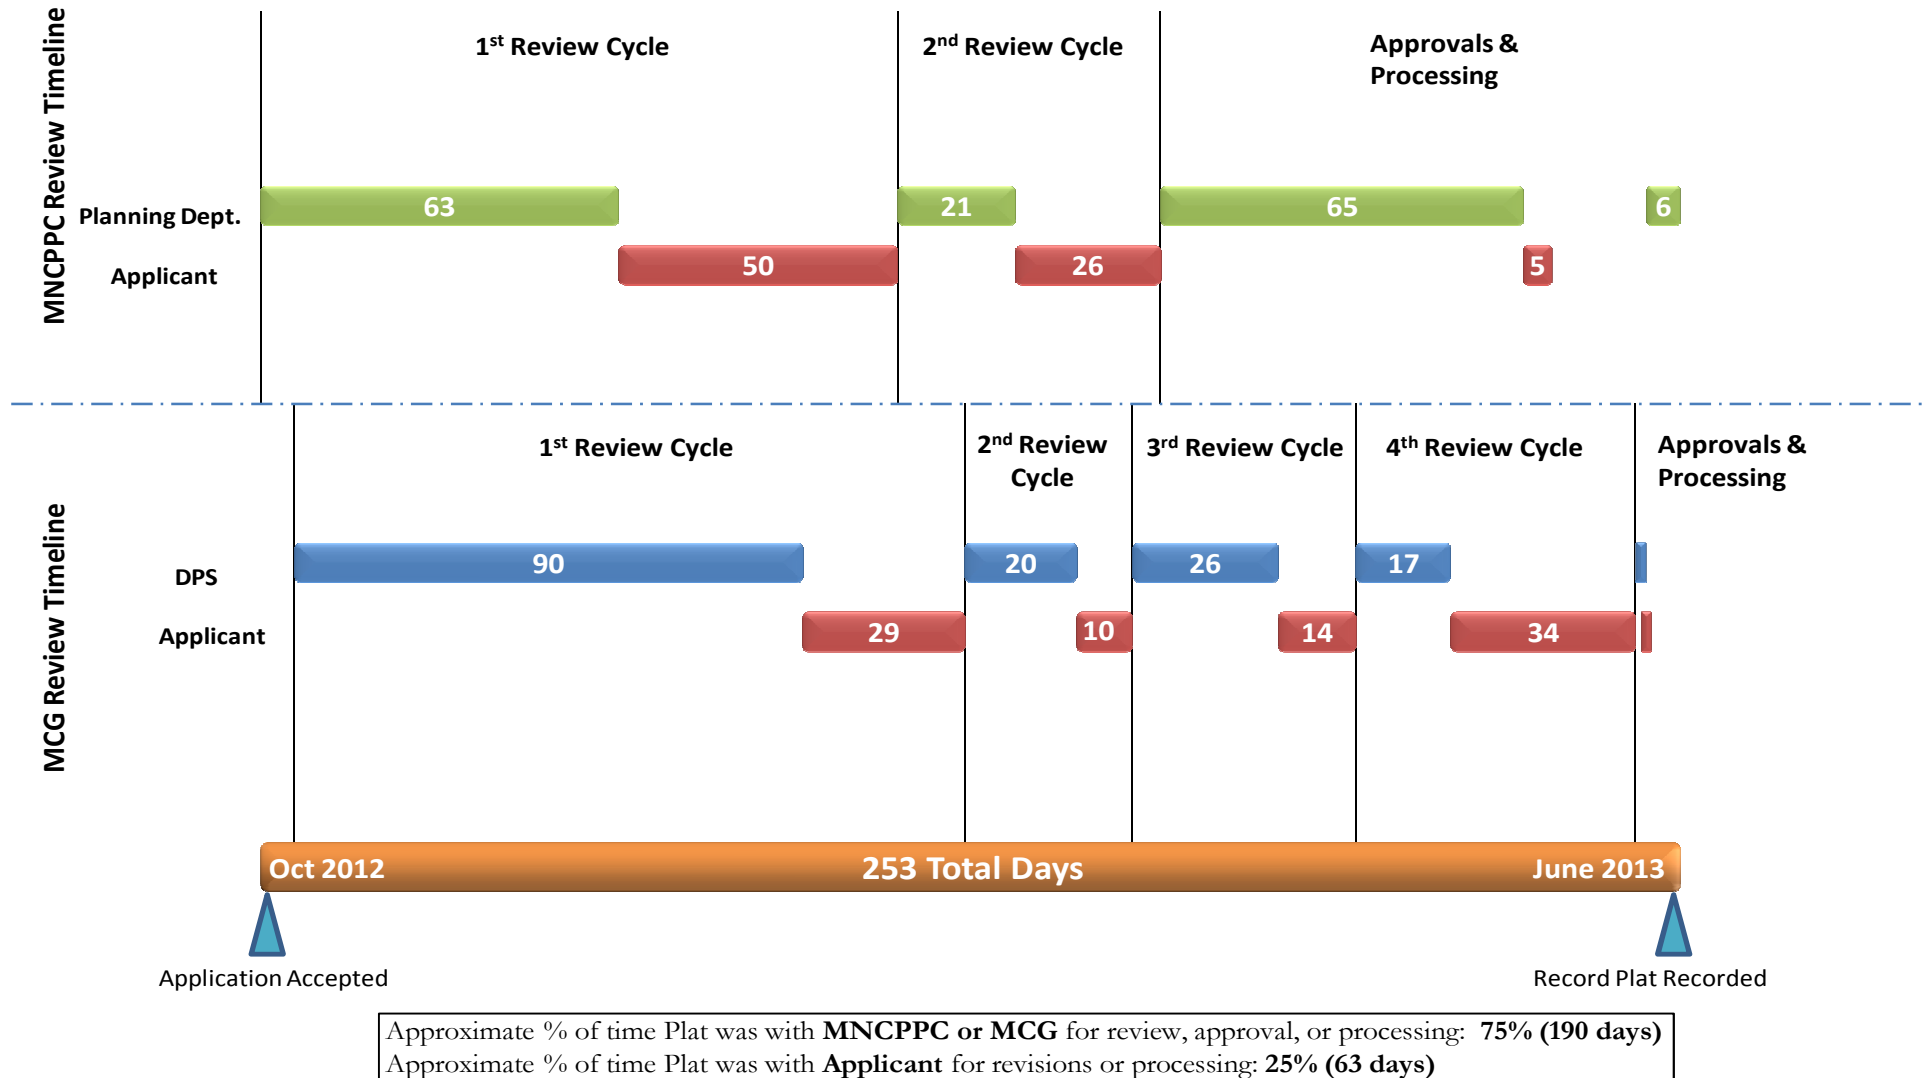 MNCPPC Review Timeline
1st Review Cycle
2nd Review Cycle
Approvals &
Processing
Planning Dept.
63
21
65
6
Applicant
50
26
5
MCG Review Timeline
1st Review Cycle
2nd Review
Cycle
3rd Review Cycle
4th Review Cycle
Approvals &
Processing
DPS
90
20
26
17
Applicant
29
10
14
34
Oct 2012
253 Total Days
June 2013
Application Accepted
Record Plat Recorded
Approximate % of time Plat was with MNCPPC or MCG for review, approval, or processing: 75% (190 days)
Approximate % of time Plat was with Applicant for revisions or processing: 25% (63 days)